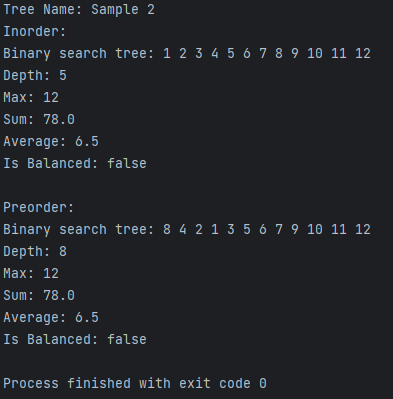 Tree Name: Sample 2
Inorder:
Binary search tree: 1 2 3 4 5 6 7 8 9 10 11 12
Depth: 5
Max: 12
Sum: 78.0
Average: 6.5
Is Balanced: false

Preorder:
Binary search tree: 8 4 2 1 3 5 6 7 9 10 11 12
Depth: 8
Max: 12
Sum: 78.0
Average: 6.5
Is Balanced: false

Process finished with exit code 0